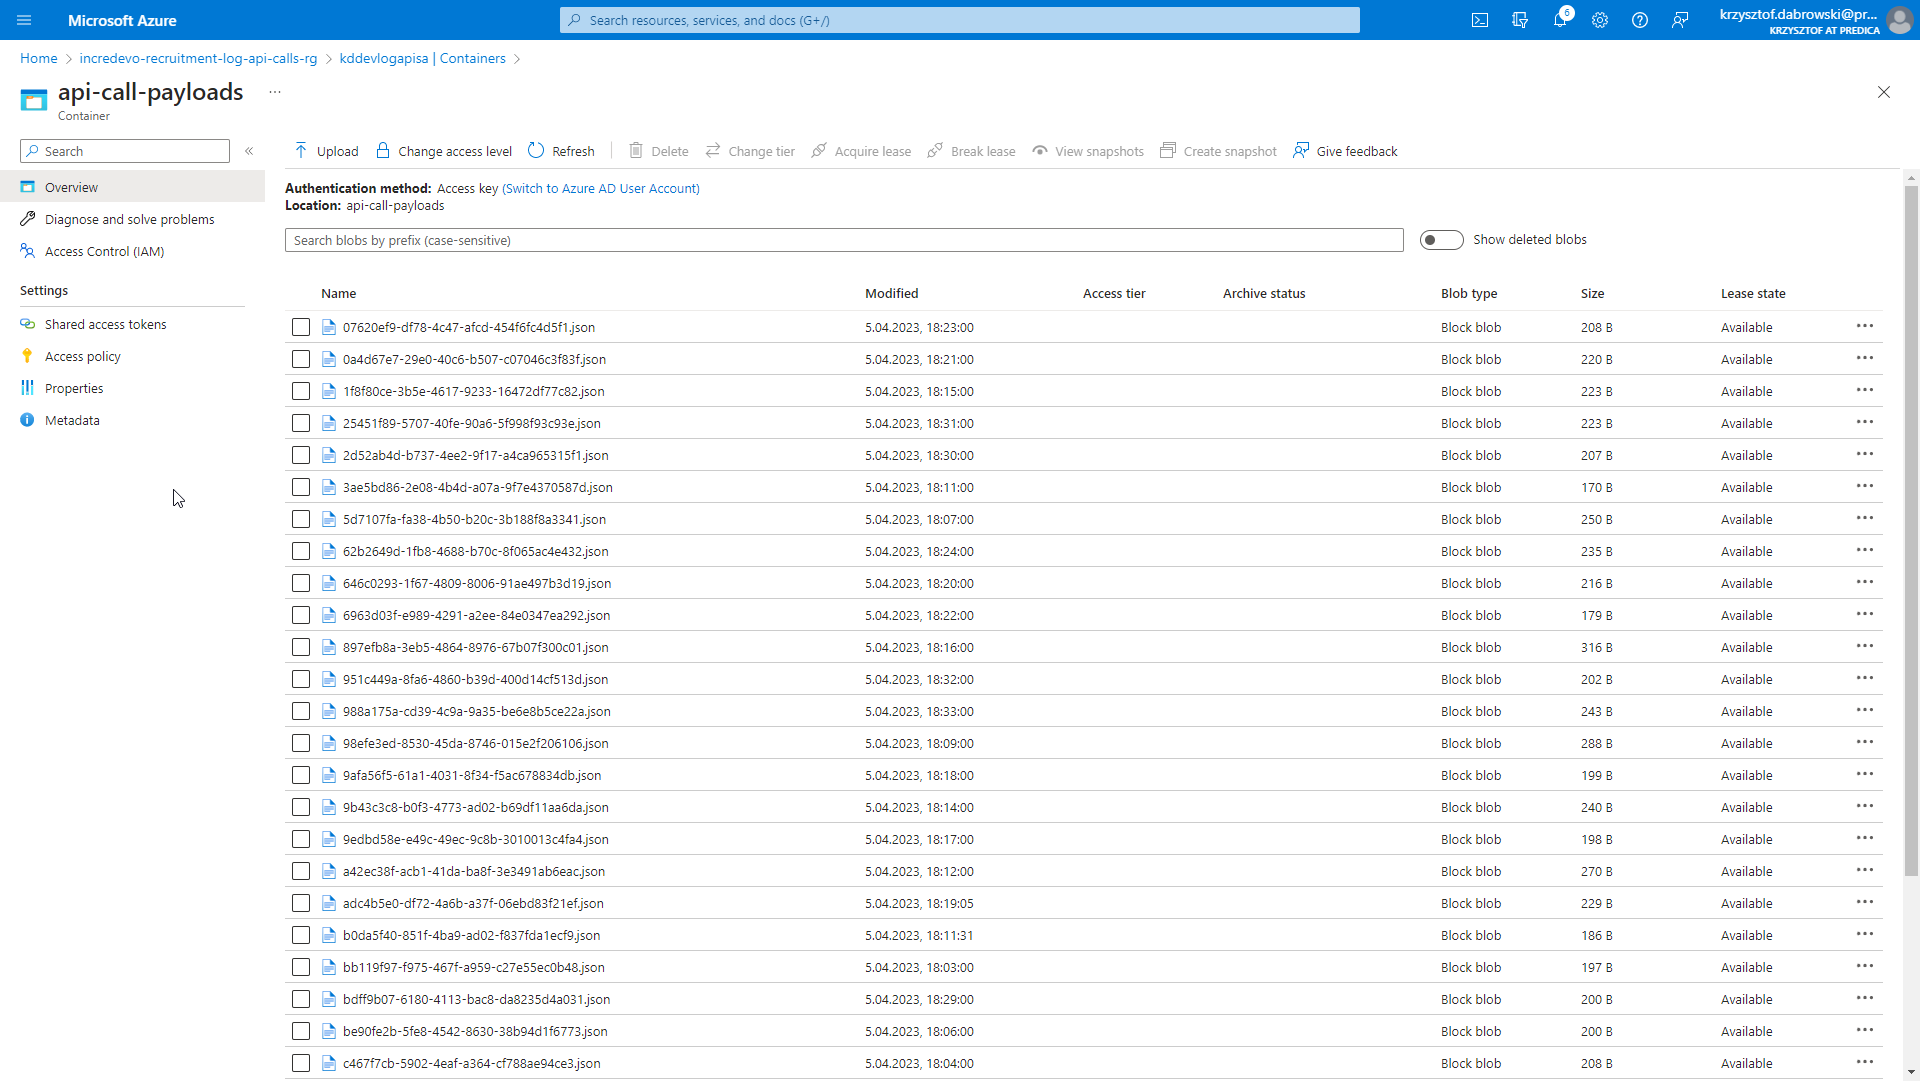 Microsoft Azure
Search resources, services, and docs (G+/)
6
krzysztof.dabrowski@pr...
KRZYSZTOF AT PREDICA
Home > incredevo-recruitment-log-api-calls-rg > kddevlogapisa | Containers >
api-call-payloads ...
Container
Search
Overview
Diagnose and solve problems
Access Control (IAM)
Settings
Shared access tokens
Access policy
Properties
Metadata
Upload Change access level Refresh Delete Change tier Acquire lease Break lease View snapshots Create snapshot Give feedback
Authentication method: Access key (Switch to Azure AD User Account)
Location: api-call-payloads
Search blobs by prefix (case-sensitive)
Show deleted blobs
Name Modified Access tier Archive status Blob type Size Lease state
07620ef9-df78-4c47-afcd-454f6fc4d5f1.json 5.04.2023, 18:23:00 Block blob 208 B Available
0a4d67e7-29e0-40c6-b507-c07046c3f83f.json 5.04.2023, 18:21:00 Block blob 220 B Available
1f8f80ce-3b5e-4617-9233-16472df77c82.json 5.04.2023, 18:15:00 Block blob 223 B Available
25451f89-5707-40fe-90a6-5f998f93c93e.json 5.04.2023, 18:31:00 Block blob 223 B Available
2d52ab4d-b737-4ee2-9f17-a4ca965315f1.json 5.04.2023, 18:30:00 Block blob 207 B Available
3ae5bd86-2e08-4b4d-a07a-9f7e4370587d.json 5.04.2023, 18:11:00 Block blob 170 B Available
5d7107fa-fa38-4b50-b20c-3b188f8a3341.json 5.04.2023, 18:07:00 Block blob 250 B Available
62b2649d-1fb8-4688-b70c-8f065ac4e432.json 5.04.2023, 18:24:00 Block blob 235 B Available
646c0293-1f67-4809-8006-91ae497b3d19.json 5.04.2023, 18:20:00 Block blob 216 B Available
6963d03f-e989-4291-a2ee-84e0347ea292.json 5.04.2023, 18:22:00 Block blob 179 B Available
897efb8a-3eb5-4864-8976-67b07f300c01.json 5.04.2023, 18:16:00 Block blob 316 B Available
951c449a-8fa6-4860-b39d-400d14cf513d.json 5.04.2023, 18:32:00 Block blob 202 B Available
988a175a-cd39-4c9a-9a35-be6e8b5ce22a.json 5.04.2023, 18:33:00 Block blob 243 B Available
98efe3ed-8530-45da-8746-015e2f206106.json 5.04.2023, 18:09:00 Block blob 288 B Available
9afa56f5-61a1-4031-8f34-f5ac678834db.json 5.04.2023, 18:18:00 Block blob 199 B Available
9b43c3c8-b0f3-4773-ad02-b69df11aa6da.json 5.04.2023, 18:14:00 Block blob 240 B Available
9edbd58e-e49c-49ec-9c8b-3010013c4fa4.json 5.04.2023, 18:17:00 Block blob 198 B Available
a42ec38f-acb1-41da-ba8f-3e3491ab6eac.json 5.04.2023, 18:12:00 Block blob 270 B Available
adc4b5e0-df72-4a6b-a37f-06ebd83f21ef.json 5.04.2023, 18:19:05 Block blob 229 B Available
b0da5f40-851f-4ba9-ad02-f837fda1ecf9.json 5.04.2023, 18:11:31 Block blob 186 B Available
bb119f97-f975-467f-a959-c27e55ec0b48.json 5.04.2023, 18:03:00 Block blob 197 B Available
bdff9b07-6180-4113-bac8-da8235d4a031.json 5.04.2023, 18:29:00 Block blob 200 B Available
be90fe2b-5fe8-4542-8630-38b94d1f6773.json 5.04.2023, 18:06:00 Block blob 200 B Available
c467f7cb-5902-4eaf-a364-cf788ae94ce3.json 5.04.2023, 18:04:00 Block blob 208 B Available